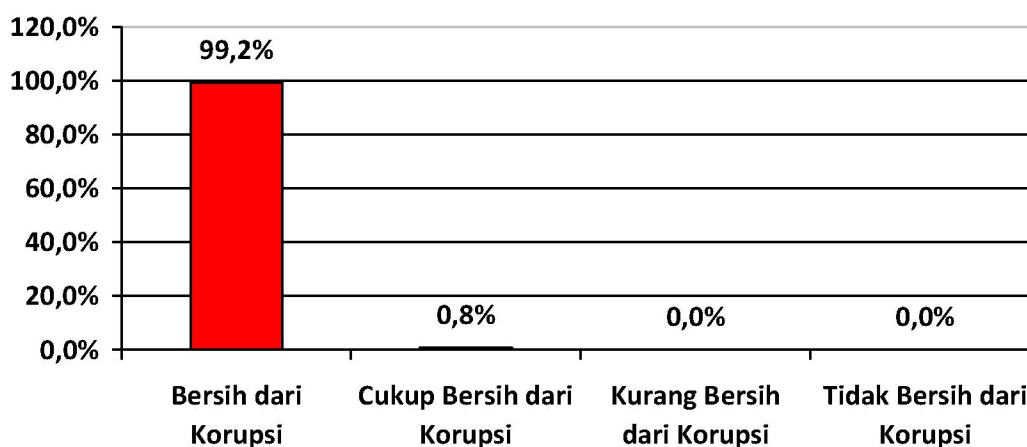 120,0%
100,0%
80,0%
60,0%
40,0%
20,0%
0,0%
99,2%
0,8%
0,0%
0,0%
Bersih dari
Korupsi
Cukup Bersih dari
Korupsi
Kurang Bersih
dari Korupsi
Tidak Bersih dari
Korupsi